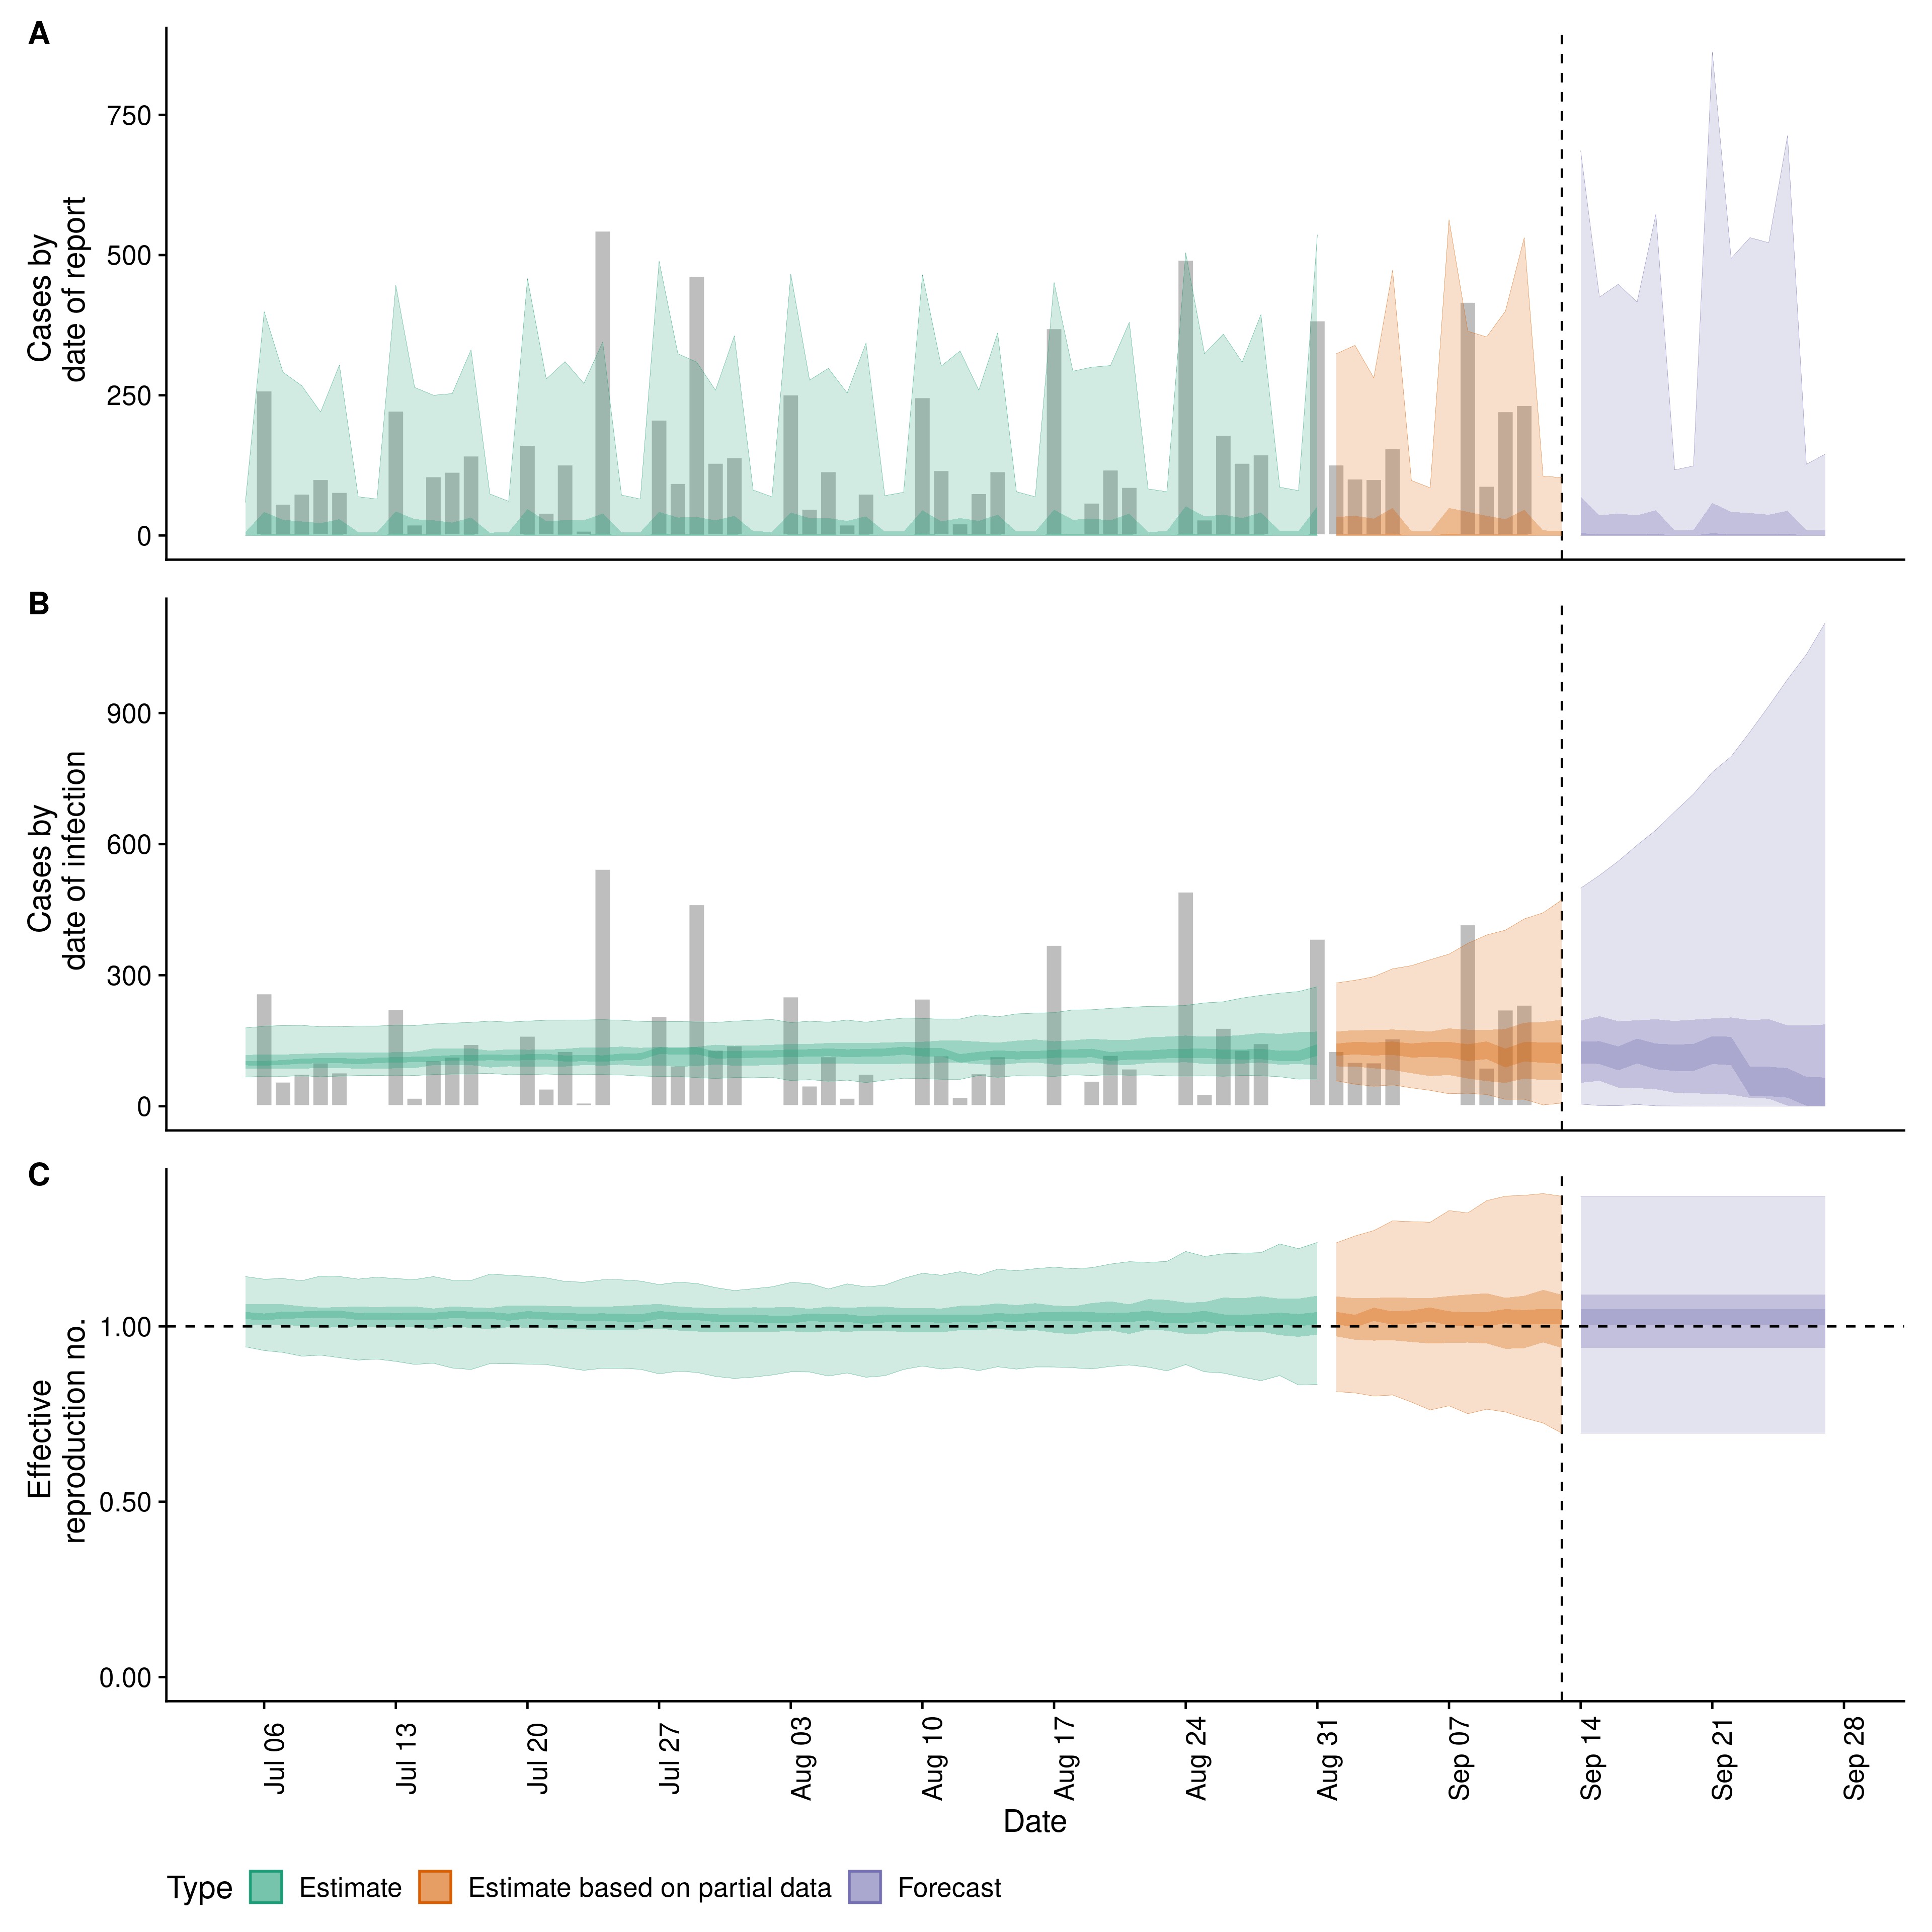 A
Cases by
date of report
750
500
250
0
B
Cases by
date of infection
900
600
300
0
C
Effective
reproduction no.
1.00
0.50
0.00
Jul 06
Jul 13
Jul 20
Jul 27
Aug 03
Aug 10
Aug 17
Aug 24
Aug 31
Sep 07
Sep 14
Sep 21
Sep 28
Date
Type Estimate Estimate based on partial data Forecast